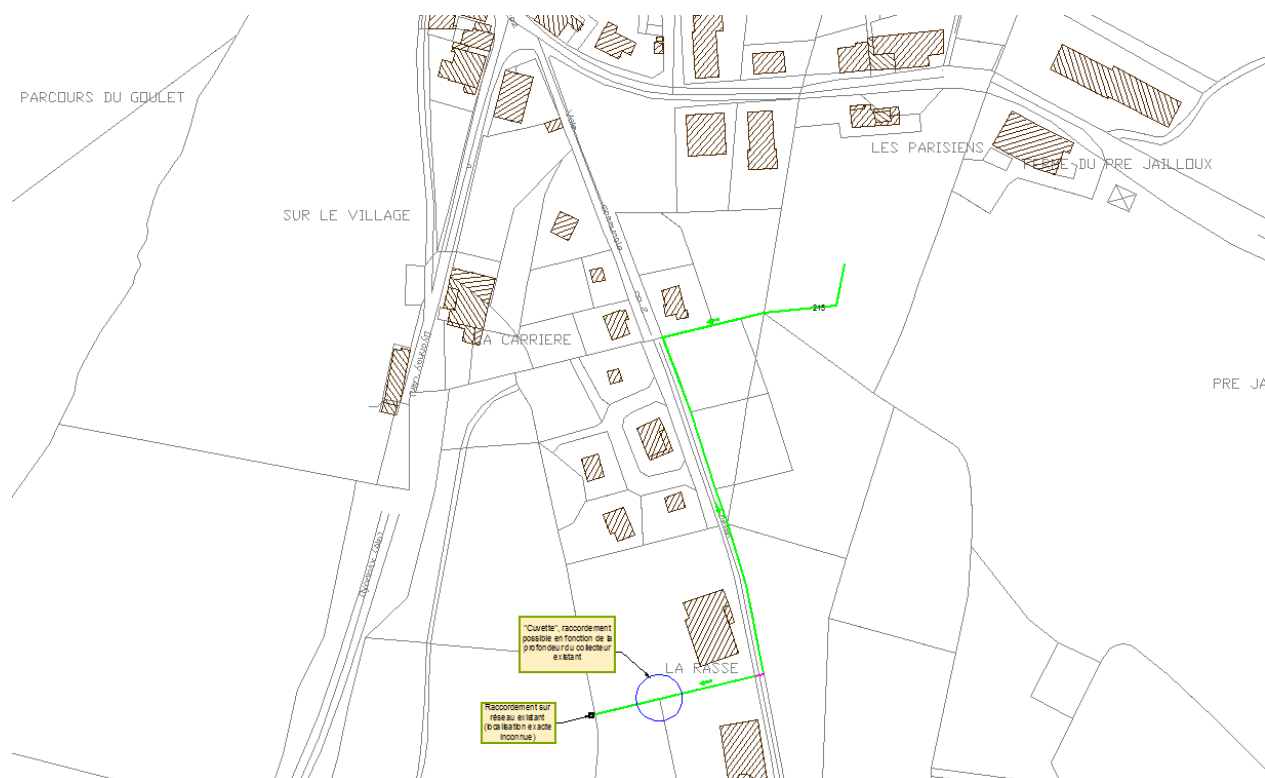 PARCOURS DU GOULET
LES PARISIENS
FERME DU PRE JAILLOUX
SUR LE VILLAGE
LA CARRIERE
215
PRE JA
"Cuvette", raccordement
possible en fonction de la
profondeur du collecteur
existant
LA RASSE
Raccordement sur
réseau existant
(localisation exacte
inconnue)